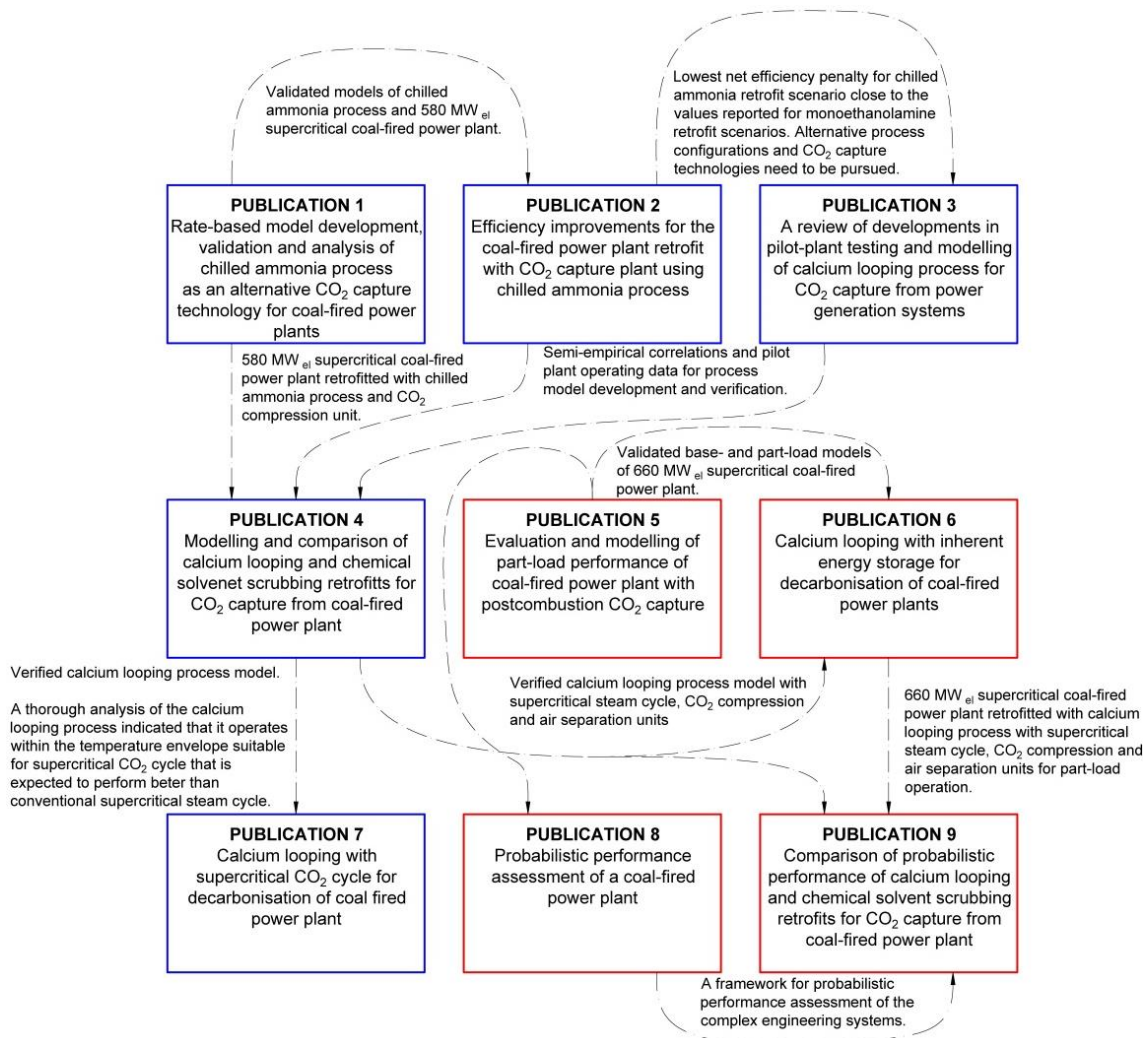 Validated models of chilled
ammonia process and 580 MW el
supercritical coal-fired power plant.
Lowest net efficiency penalty for chilled
ammonia retrofit scenario close to the
values reported for monoethanolamine
retrofit scenarios. Alternative process
configurations and CO2 capture
technologies need to be pursued.
PUBLICATION 1
Rate-based model development,
validation and analysis of
chilled ammonia process
as an alternative CO2 capture
technology for coal-fired power
plants
PUBLICATION 2
Efficiency improvements for the
coal-fired power plant retrofit
with CO2 capture plant using
chilled ammonia process
PUBLICATION 3
A review of developments in
pilot-plant testing and modelling
of calcium looping process for
CO2 capture from power
generation systems
580 MW el supercritical coal-fired
power plant retrofitted with chilled
ammonia process and CO2
compression unit.
Semi-empirical correlations and pilot
plant operating data for process
model development and verification.
Validated base- and part-load models
of 660 MW el supercritical coal-fired
power plant.
PUBLICATION 4
Modelling and comparison of
calcium looping and chemical
solvenet scrubbing retrofitts for
CO2 capture from coal-fired
power plant
PUBLICATION 5
Evaluation and modelling of
part-load performance of
coal-fired power plant with
postcombustion CO2 capture
PUBLICATION 6
Calcium looping with inherent
energy storage for
decarbonisation of coal-fired
power plants
Verified calcium looping process model.
A thorough analysis of the calcium
looping process indicated that it operates
within the temperature envelope suitable
for supercritical CO2 cycle that is
expected to perform beter than
conventional supercritical steam cycle.
Verified calcium looping process model with
supercritical steam cycle, CO2 compression
and air separation units
660 MW el supercritical coal-fired
power plant retrofitted with calcium
looping process with supercritical
steam cycle, CO2 compression and
air separation units for part-load
operation.
PUBLICATION 7
Calcium looping with
supercritical CO2 cycle for
decarbonisation of coal fired
power plant
PUBLICATION 8
Probabilistic performance
assessment of a coal-fired
power plant
PUBLICATION 9
Comparison of probabilistic
performance of calcium looping
and chemical solvent scrubbing
retrofits for CO2 capture from
coal-fired power plant
A framework for probabilistic
performance assessment of the
complex engineering systems.